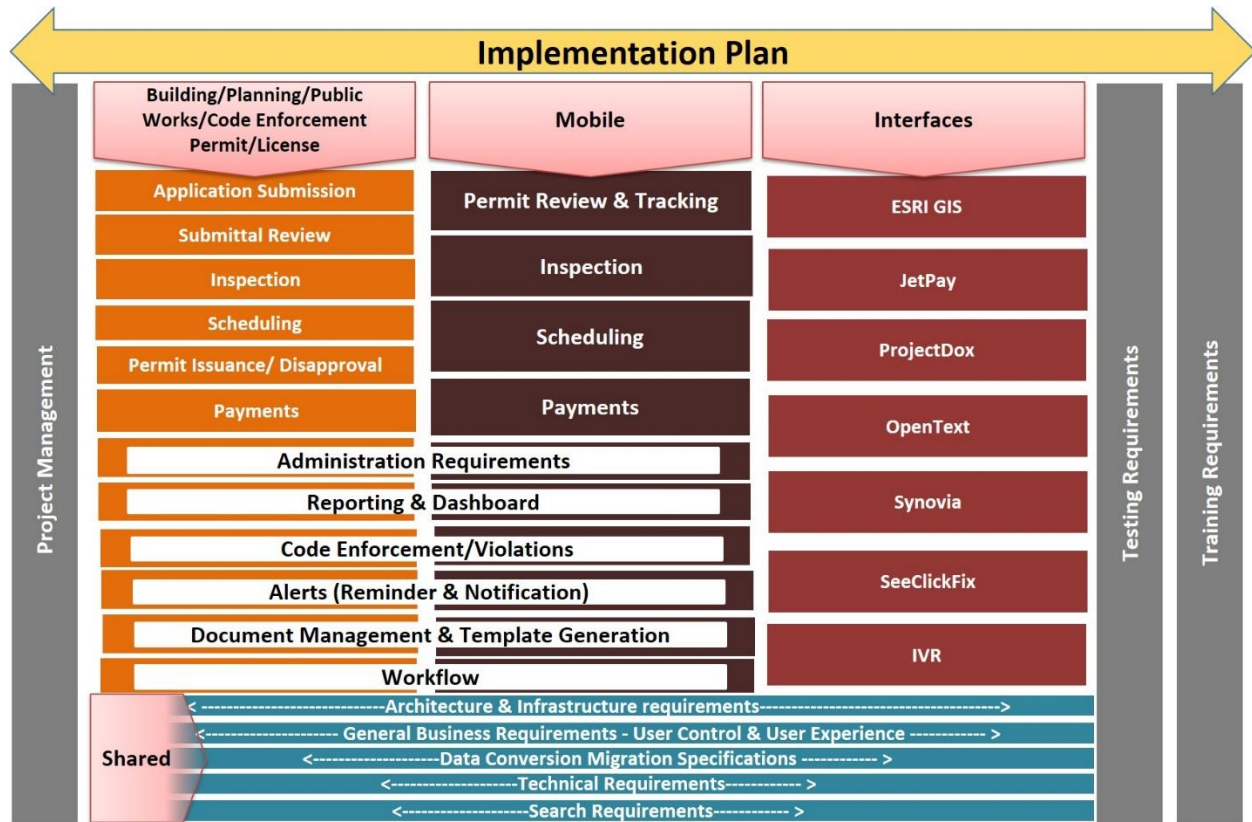 Implementation Plan
Project Management
Building/Planning/Public
Works/Code Enforcement
Permit/License
Application Submission
Submittal Review
Inspection
Scheduling
Permit Issuance/ Disapproval
Payments
Mobile
Permit Review & Tracking
Inspection
Scheduling
Payments
Administration Requirements
Reporting & Dashboard
Code Enforcement/Violations
Alerts (Reminder & Notification)
Document Management & Template Generation
Workflow
Interfaces
ESRI GIS
JetPay
ProjectDox
OpenText
Synovia
SeeClickFix
IVR
Testing Requirements
Training Requirements
Shared
< ----------------------------Architecture & Infrastructure requirements----------------------------------->
<-------------------- General Business Requirements - User Control & User Experience ------------ >
<-------------------Data Conversion Migration Specifications ------------ >
<-------------------Technical Requirements------------ >
<-------------------Search Requirements------------ >